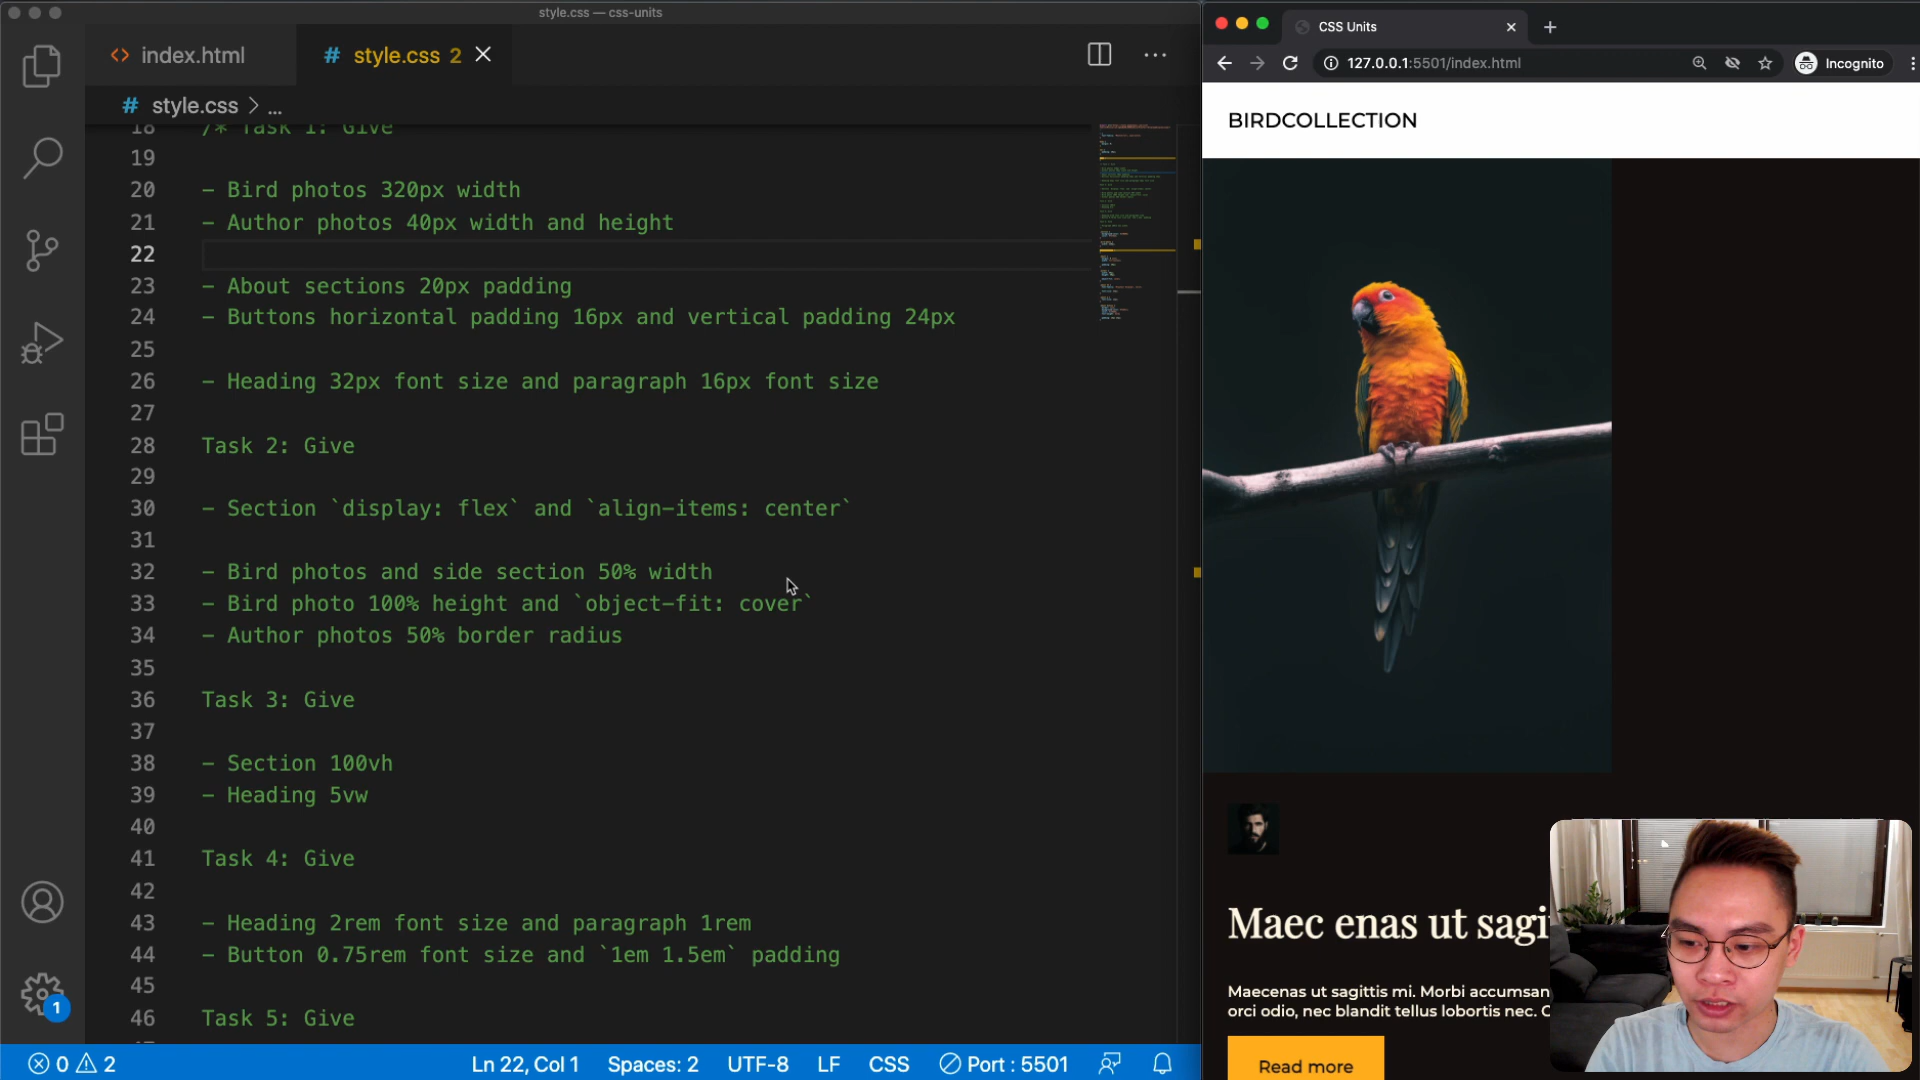 style.css — css-units
index.html
# style.css 2
# style.css > ...
18 /* Task 1: Give
19
20 - Bird photos 320px width
21 - Author photos 40px width and height
22
23 - About sections 20px padding
24 - Buttons horizontal padding 16px and vertical padding 24px
25
26 - Heading 32px font size and paragraph 16px font size
27
28 Task 2: Give
29
30 - Section `display: flex` and `align-items: center`
31
32 - Bird photos and side section 50% width
33 - Bird photo 100% height and `object-fit: cover`
34 - Author photos 50% border radius
35
36 Task 3: Give
37
38 - Section 100vh
39 - Heading 5vw
40
41 Task 4: Give
42
43 - Heading 2rem font size and paragraph 1rem
44 - Button 0.75rem font size and `1em 1.5em` padding
45
46 Task 5: Give
1
0 2
Ln 22, Col 1 Spaces: 2 UTF-8 LF CSS Port : 5501
CSS Units
127.0.0.1:5501/index.html
Incognito
BIRDCOLLECTION
Maec enas ut sagi
Maecenas ut sagittis mi. Morbi accumsan
orci odio, nec blandit tellus lobortis nec.
Read more